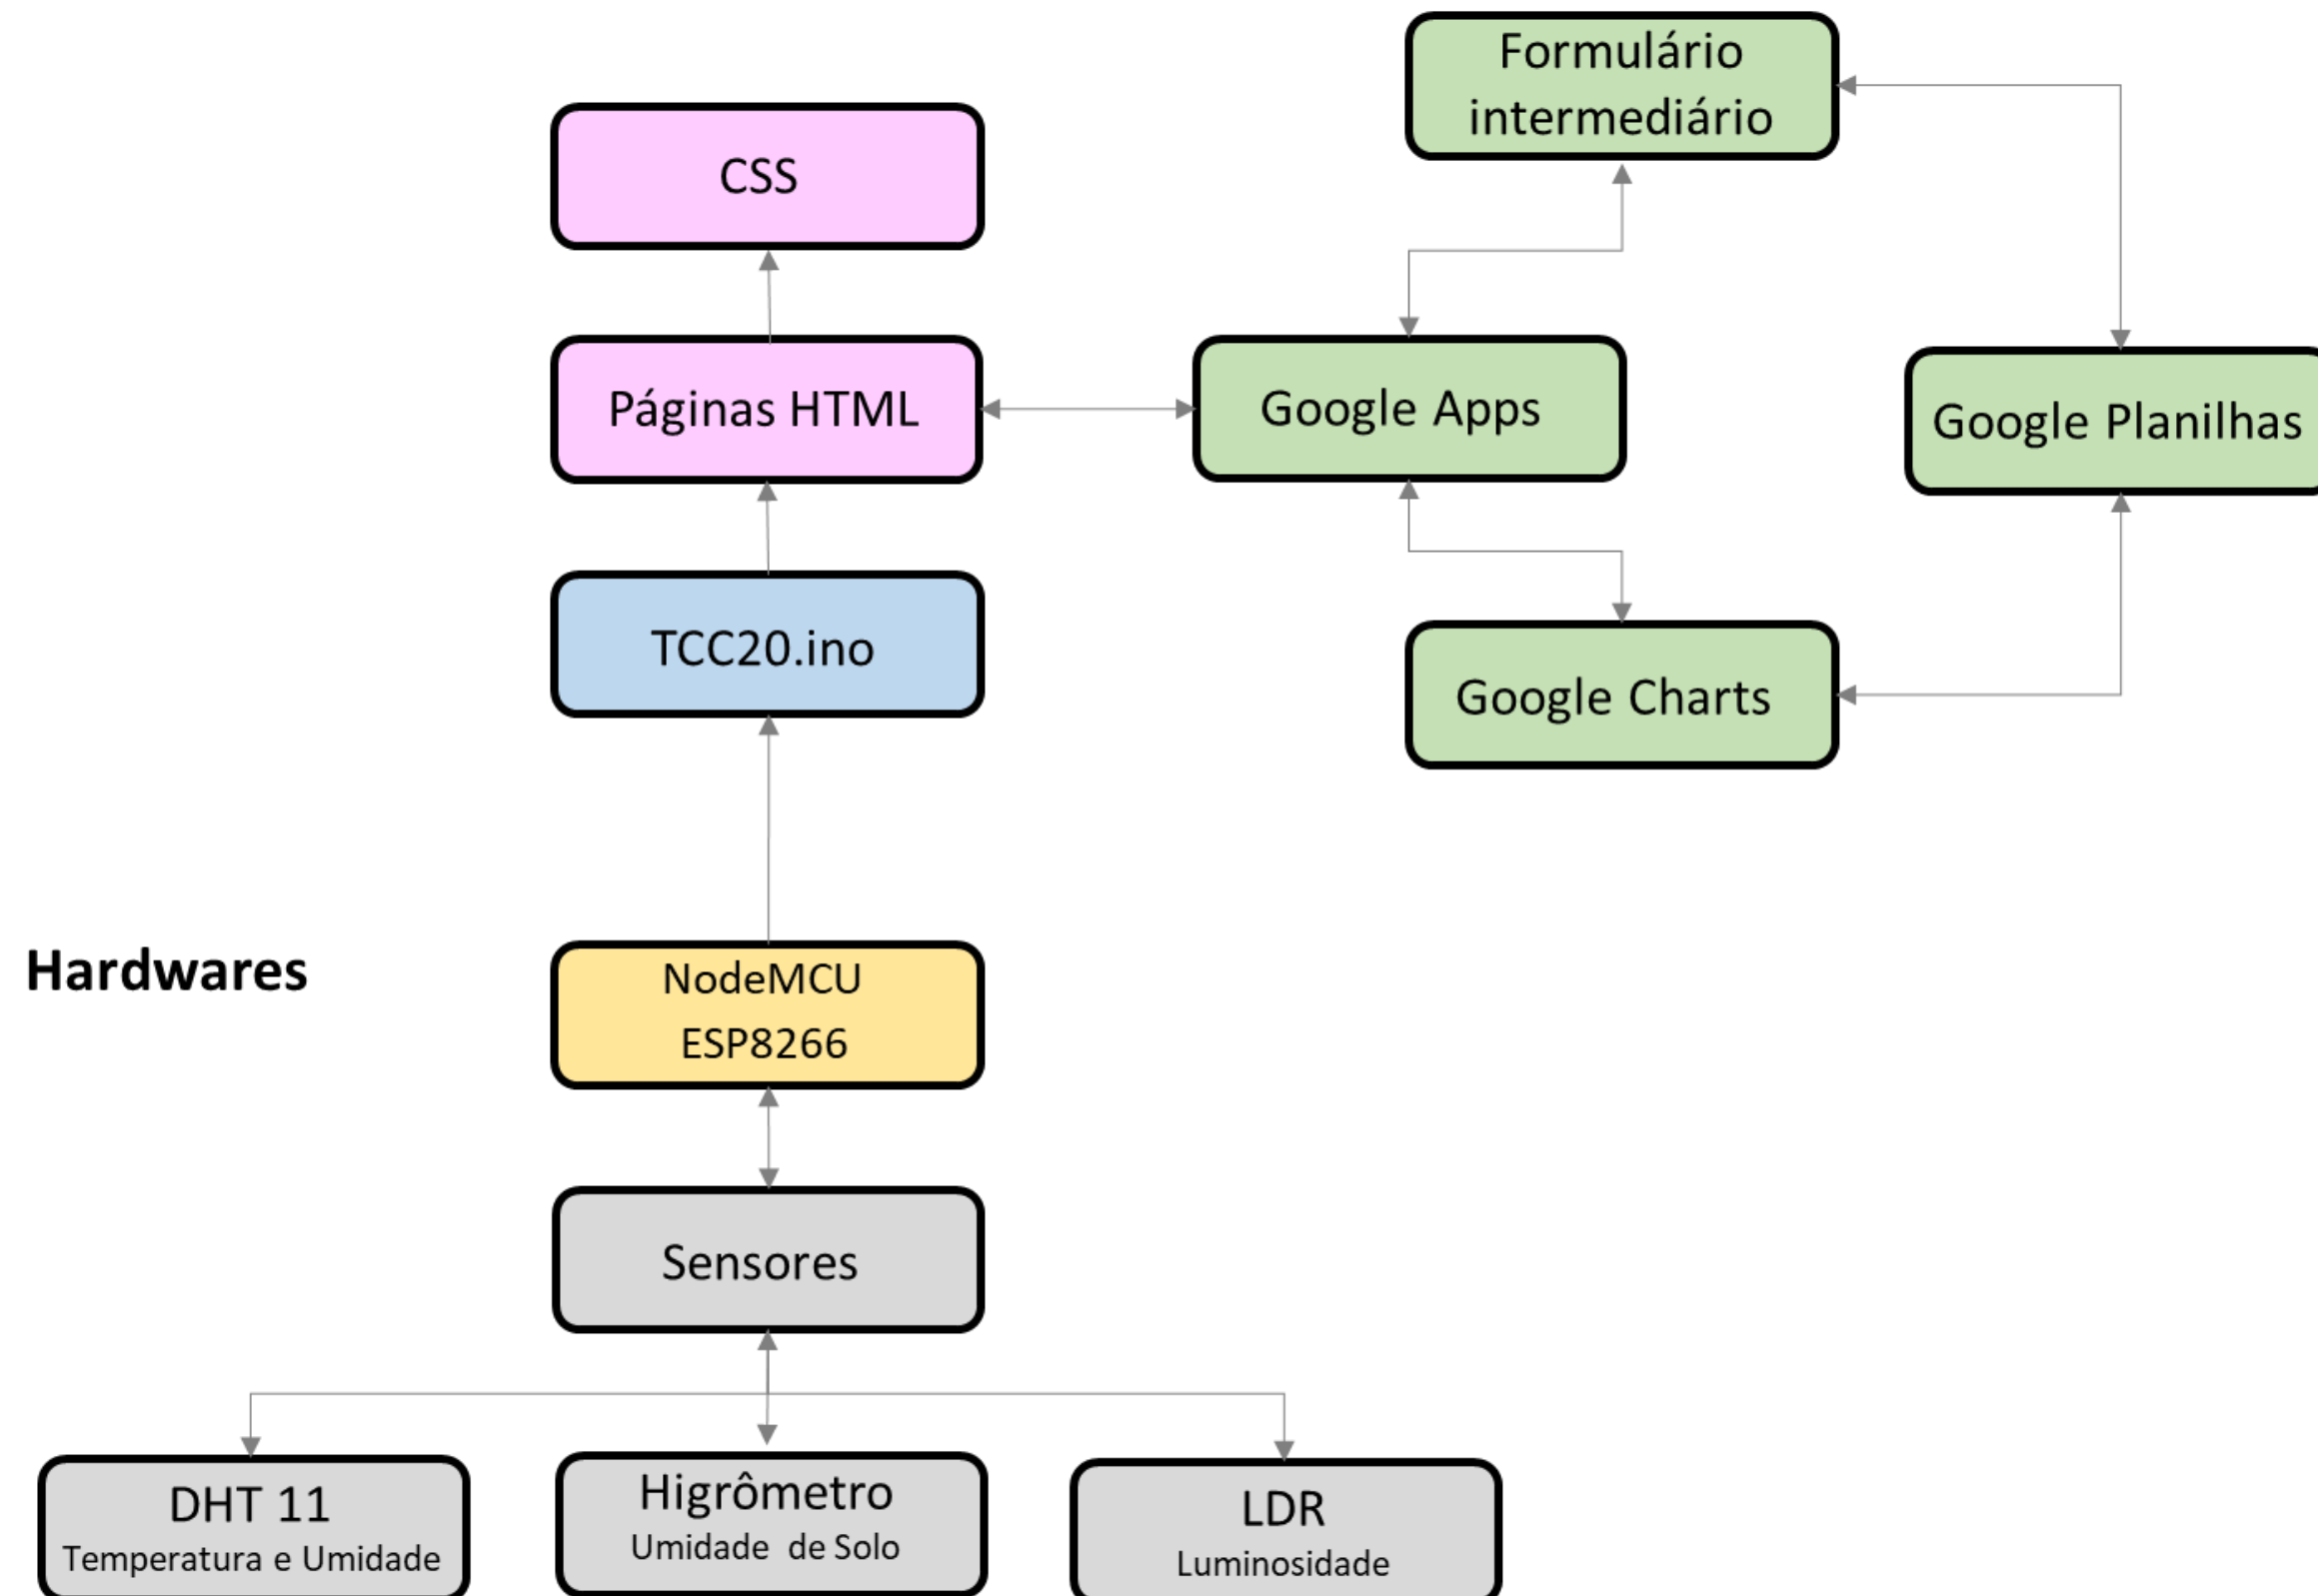 Formulário
intermediário
CSS
Páginas HTML
Google Apps
Google Planilhas
TCC20.ino
Google Charts
Hardwares
NodeMCU
ESP8266
Sensores
DHT 11
Temperatura e Umidade
Higrômetro
Umidade  de Solo
LDR
Luminosidade